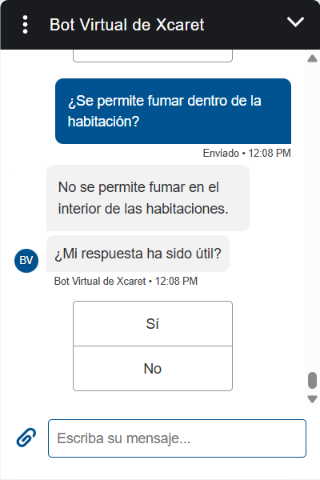 Bot Virtual de Xcaret
¿Se permite fumar dentro de la
habitación?
Enviado • 12:08 PM
No se permite fumar en el
interior de las habitaciones.
¿Mi respuesta ha sido útil?
BV
Bot Virtual de Xcaret • 12:08 PM
Sí
No
Escriba su mensaje...